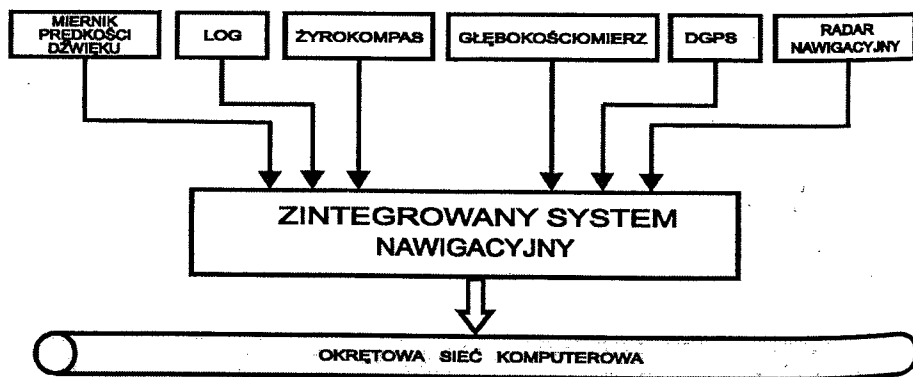 MIERNIK
PRĘDKOŚCI
DŹWIĘKU
LOG
ŻYROKOMPAS
GŁĘBOKOŚCIOMIERZ
DGPS
RADAR
NAWIGACYJNY
ZINTEGROWANY SYSTEM
NAWIGACYJNY
OKRĘTOWA SIEĆ KOMPUTEROWA